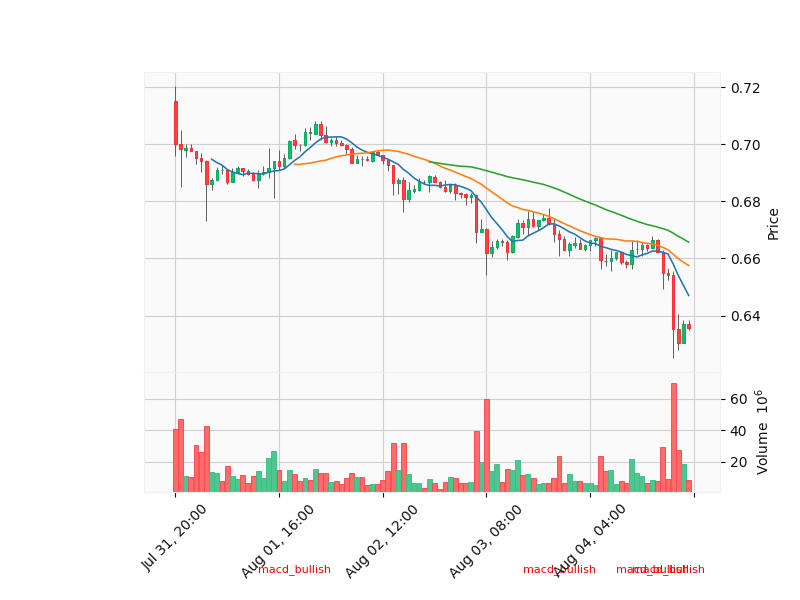 0.72
0.70
0.68
0.66
0.64
Price
60
40
20
Volume 10^6
Jul 31, 20:00
Aug 01, 16:00
Aug 02, 12:00
Aug 03, 08:00
Aug 04, 04:00
macd_bullish
macd_bullish
macd_bullish
macd_bullish